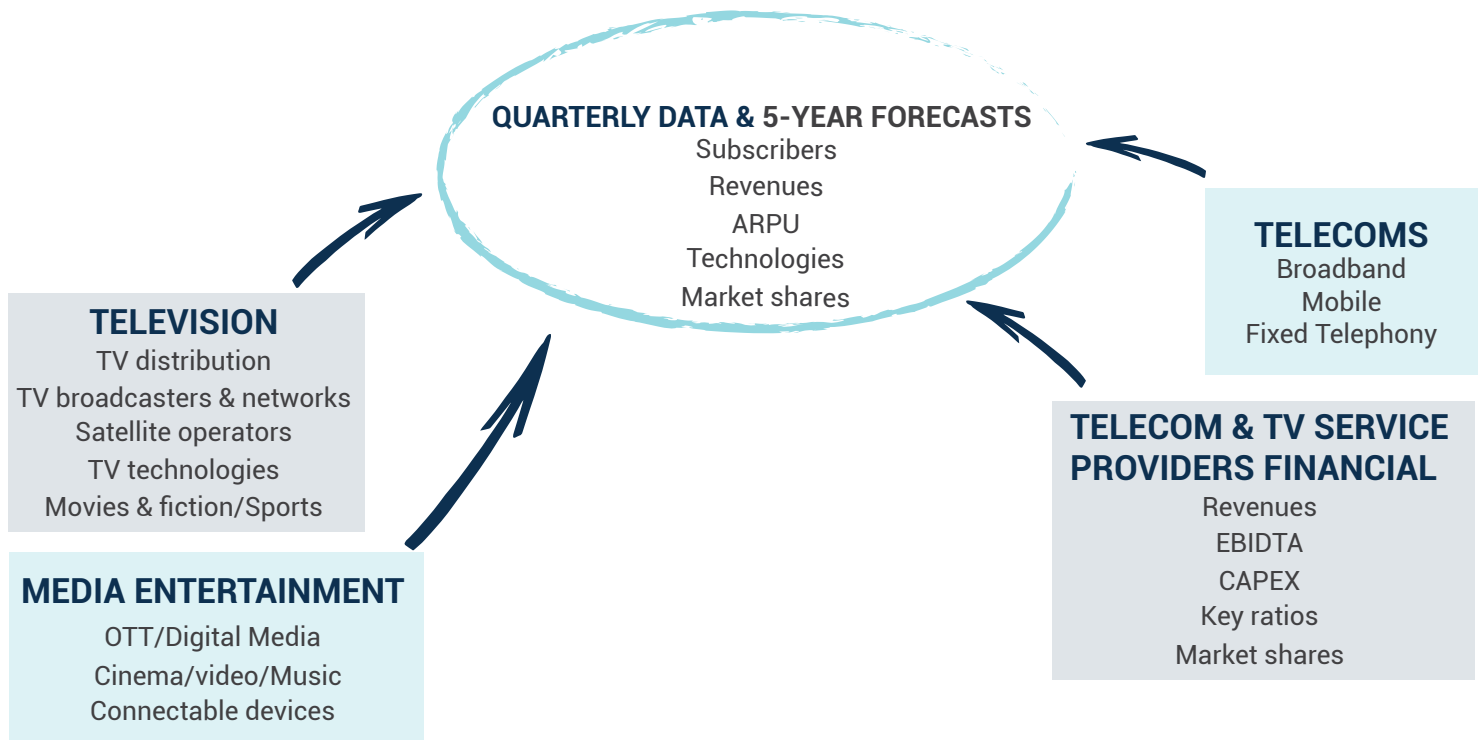 QUARTERLY DATA & 5-YEAR FORECASTS
Subscribers
Revenues
ARPU
Technologies
Market shares
TELEVISION
TV distribution
TV broadcasters & networks
Satellite operators
TV technologies
Movies & fiction/Sports
MEDIA ENTERTAINMENT
OTT/Digital Media
Cinema/video/Music
Connectable devices
TELECOMS
Broadband
Mobile
Fixed Telephony
TELECOM & TV SERVICE
PROVIDERS FINANCIAL
Revenues
EBIDTA
CAPEX
Key ratios
Market shares